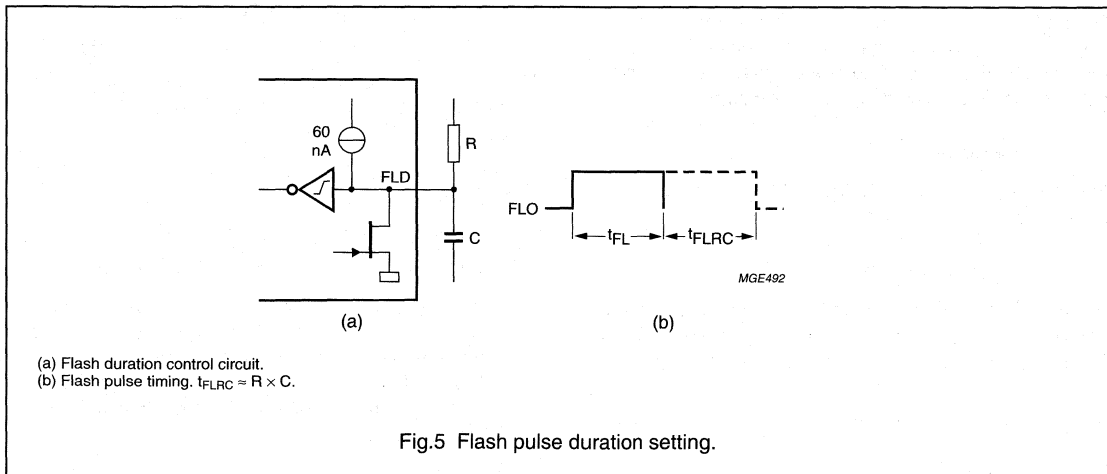 60
nA
FLD
R
C
(a)
FLO
tFL
tFLRC
MGE492
(b)
(a) Flash duration control circuit.
(b) Flash pulse timing. tFLRC ≈ R × C.
Fig.5 Flash pulse duration setting.